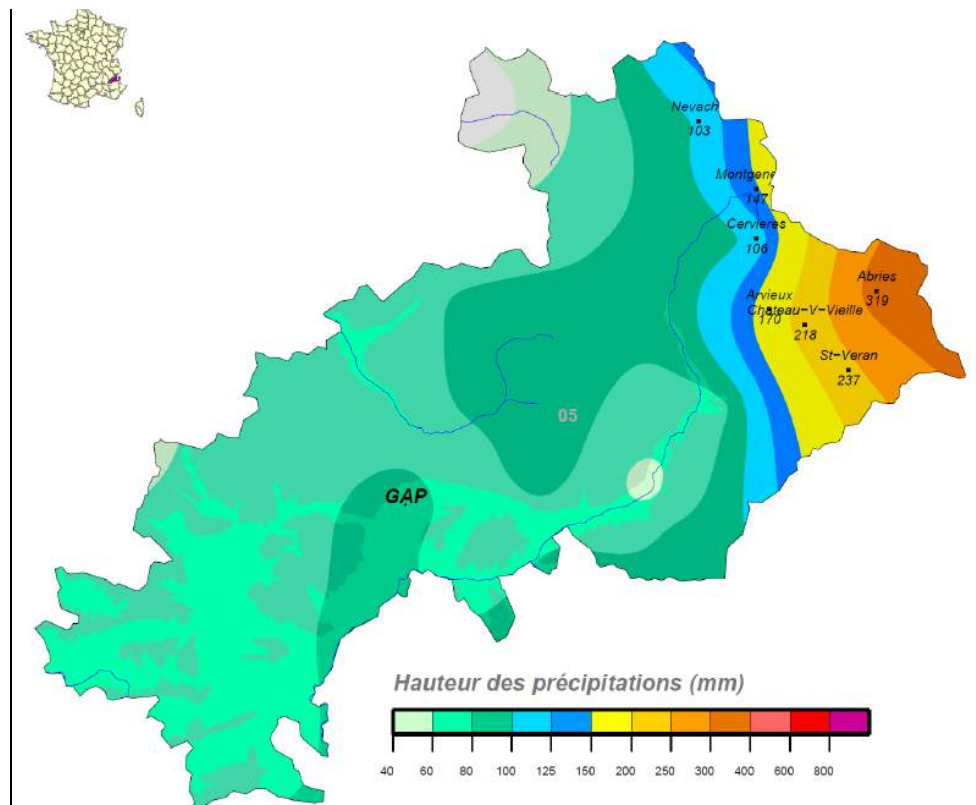 Nevach
103
Montgene
147
Cervieres
106
Abries
319
Arvieux
170
Chateau-V-Vieille
218
St-Veran
237
05
GAP
Hauteur des précipitations (mm)
40 60 80 100 125 150 200 250 300 400 600 800